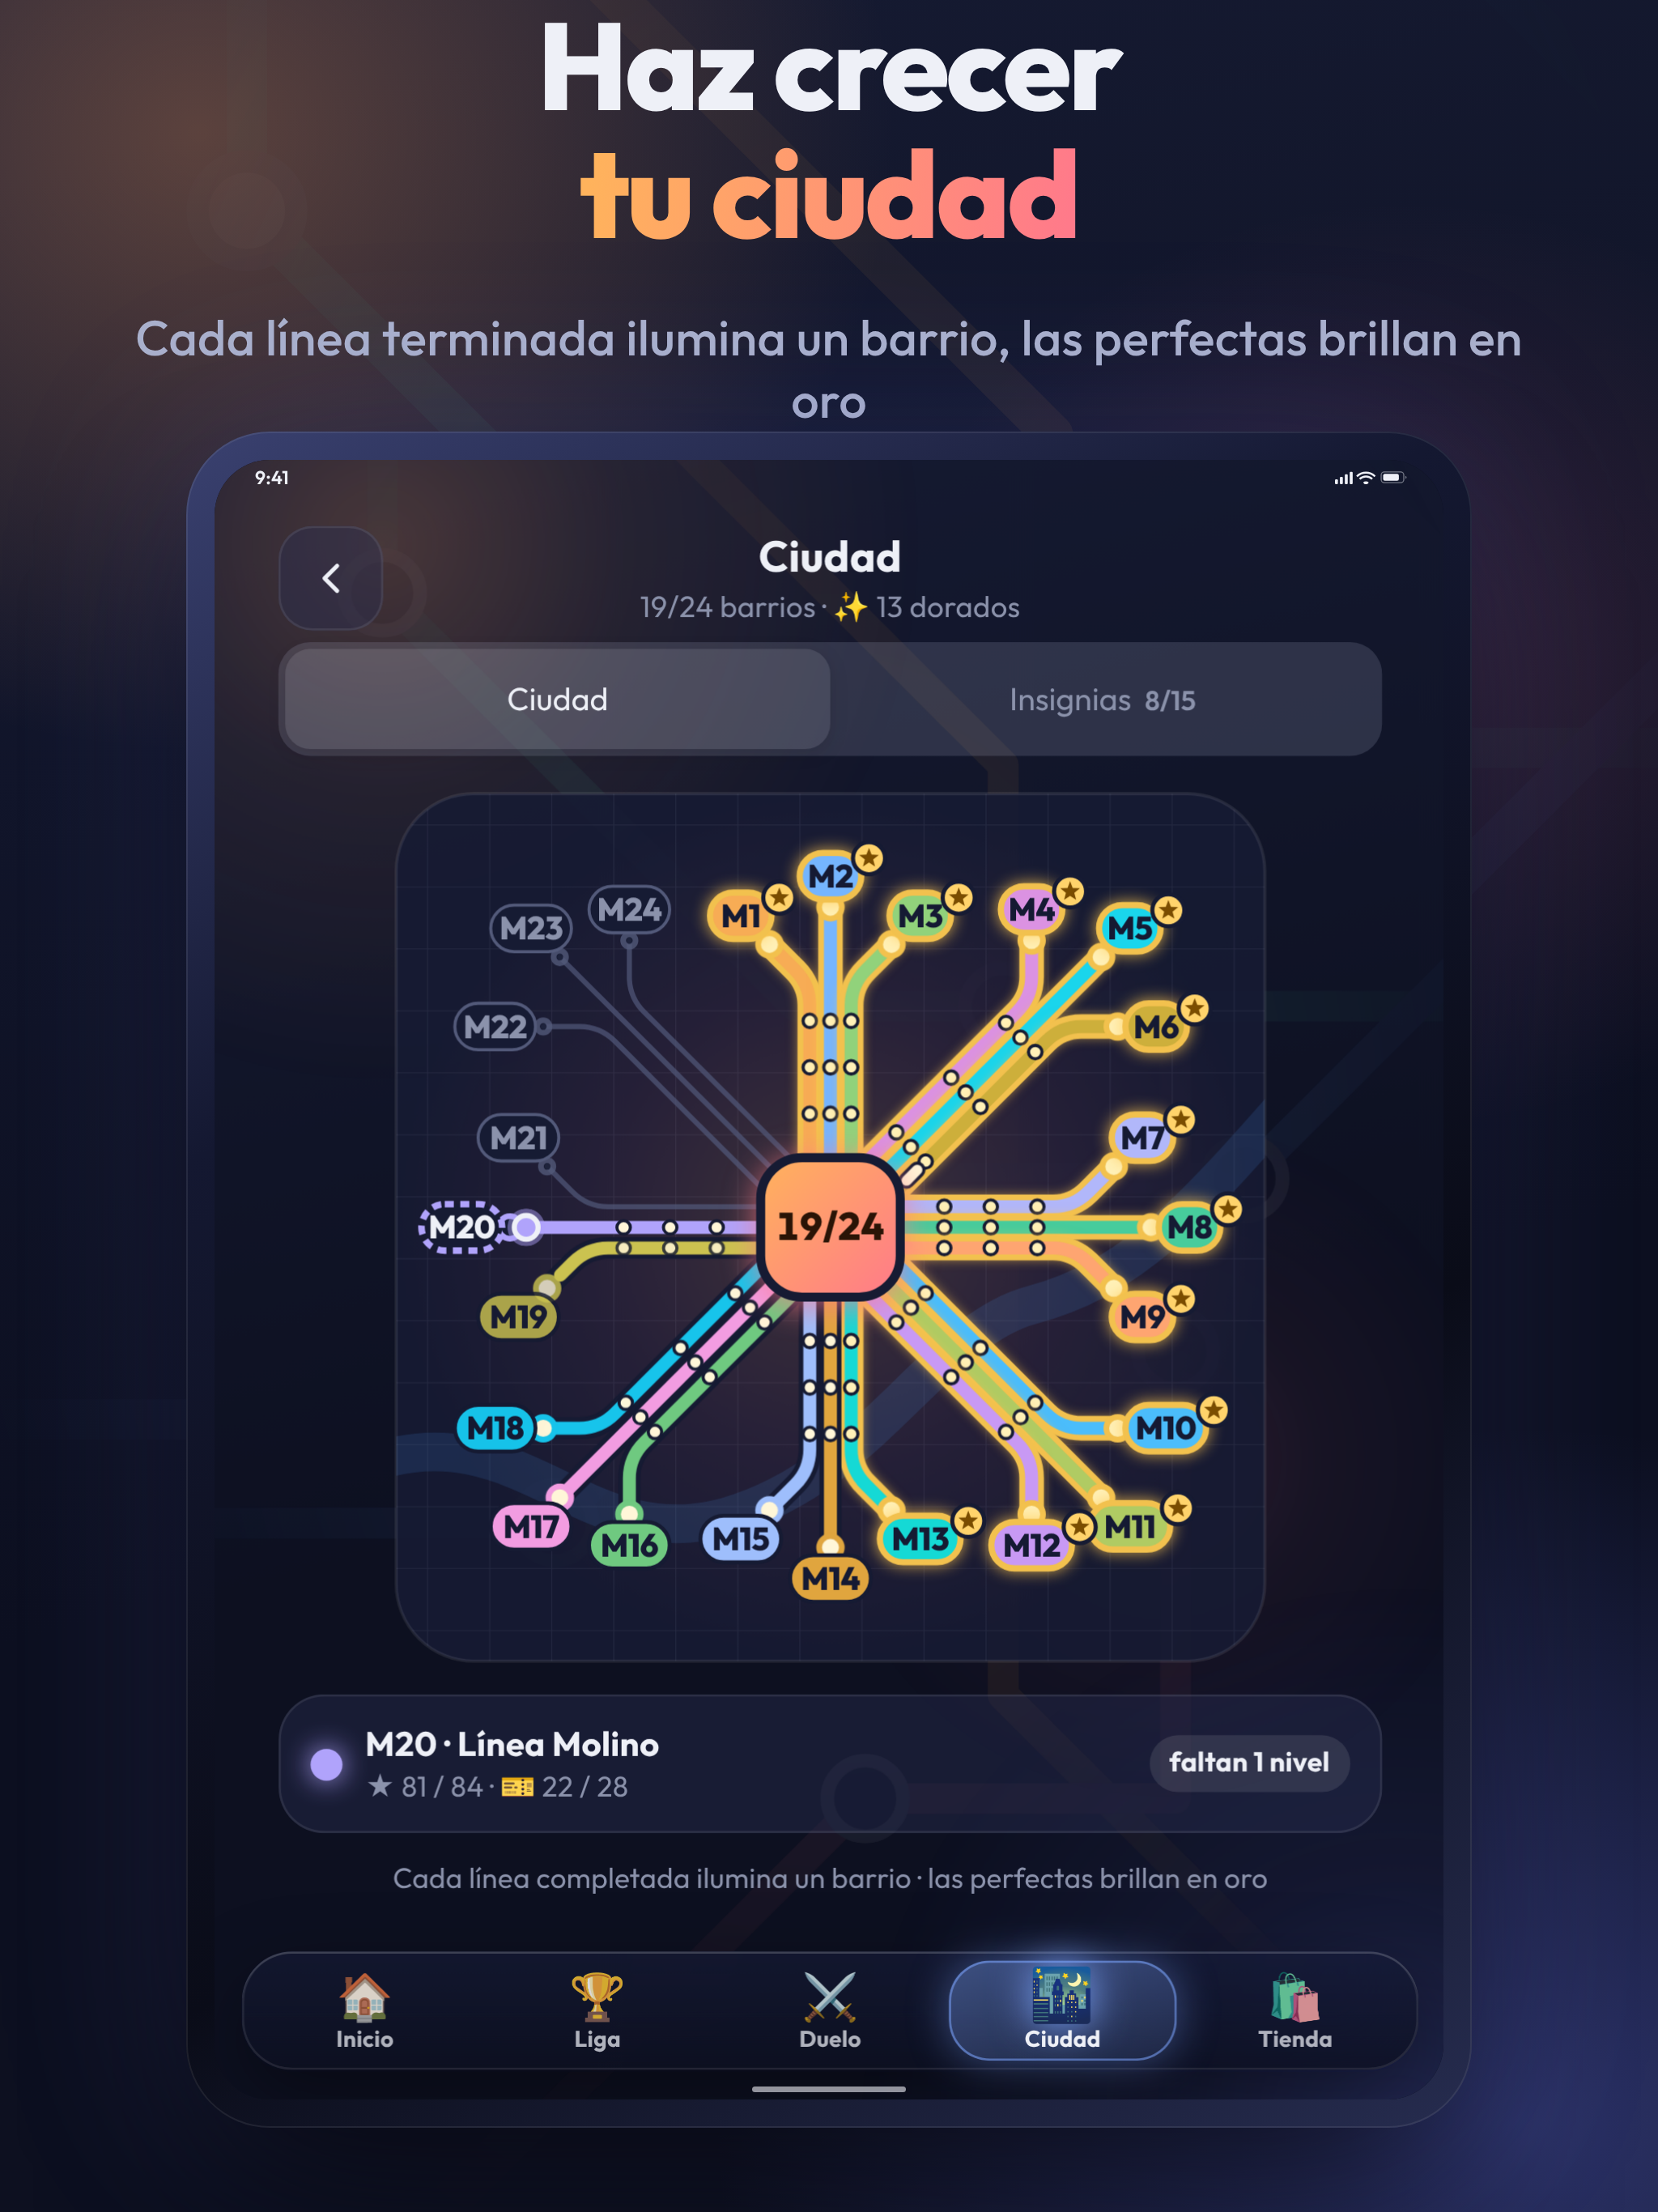 Haz crecer
tu ciudad
Cada línea terminada ilumina un barrio, las perfectas brillan en
oro
9:41
Ciudad
19/24 barrios · ✨ 13 dorados
Ciudad
Insignias 8/15
M1
M2
M3
M4
M5
M6
M7
M8
M9
M10
M11
M12
M13
M14
M15
M16
M17
M18
M19
M20
M21
M22
M23
M24
19/24
M20 · Línea Molino
★ 81 / 84 · 🎫 22 / 28
faltan 1 nivel
Cada línea completada ilumina un barrio · las perfectas brillan en oro
Inicio
Liga
Duelo
Ciudad
Tienda